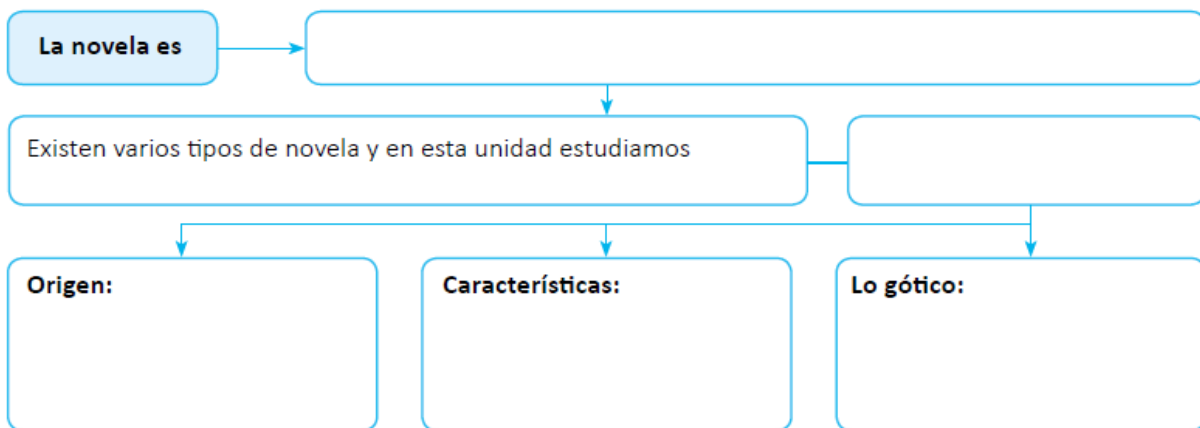 La novela es
Existen varios tipos de novela y en esta unidad estudiamos
Origen:
Características:
Lo gótico: